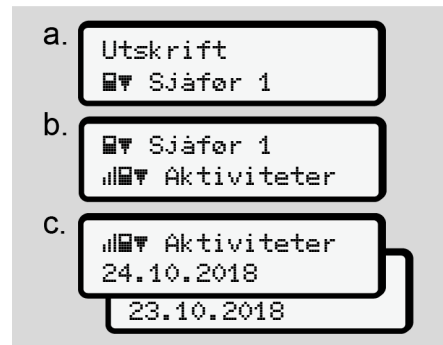 a.
Utskrift
Sjåfør 1
b.
Sjåfør 1
Aktiviteter
c.
Aktiviteter
24.10.2018
23.10.2018